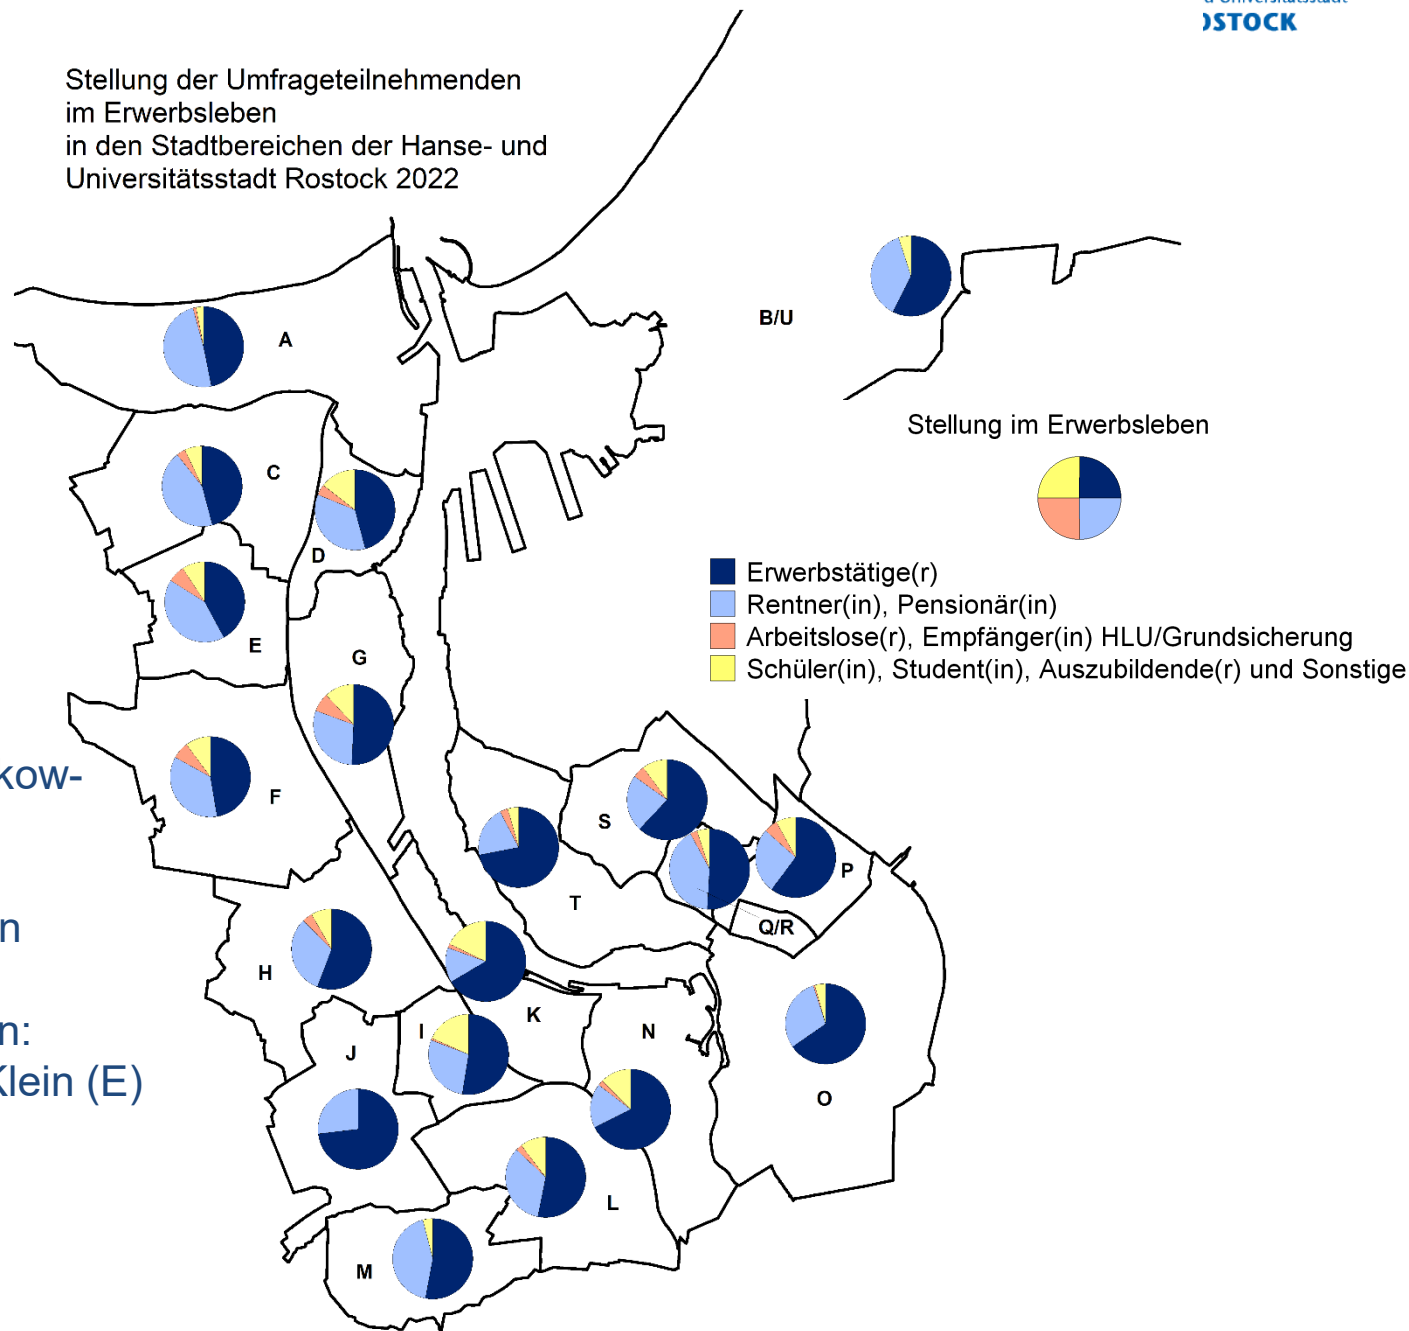 OSTOCK
Stellung der Umfrageteilnehmenden
im Erwerbsleben
in den Stadtbereichen der Hanse- und
Universitätsstadt Rostock 2022
B/U
A
Stellung im Erwerbsleben
C
D
Erwerbstätige(r)
Rentner(in), Pensionär(in)
Arbeitslose(r), Empfänger(in) HLU/Grundsicherung
Schüler(in), Student(in), Auszubildende(r) und Sonstige
E
G
kow-
F
S
P
T
Q/R
n
H
I
K
N
n:
J
Klein (E)
O
L
M